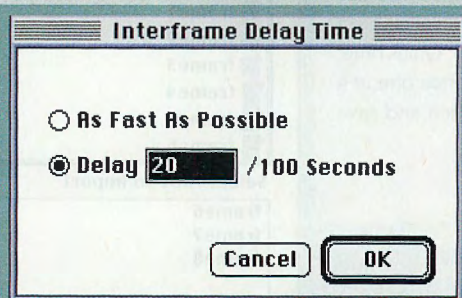 Interframe Delay Time
As Fast As Possible
Delay 20 /100 Seconds
Cancel OK